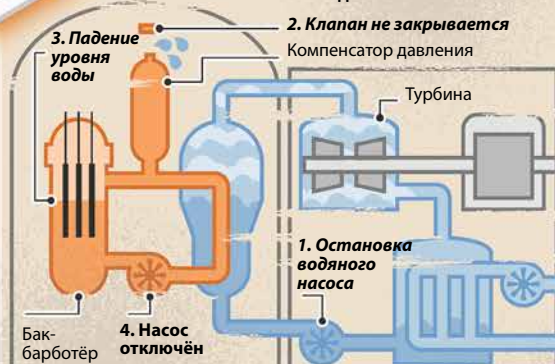 2. Клапан не закрывается
3. Падение
уровня
воды
Компенсатор давления
Турбина
1. Остановка
водяного
насоса
Бак-
барботёр
4. Насос
отключён